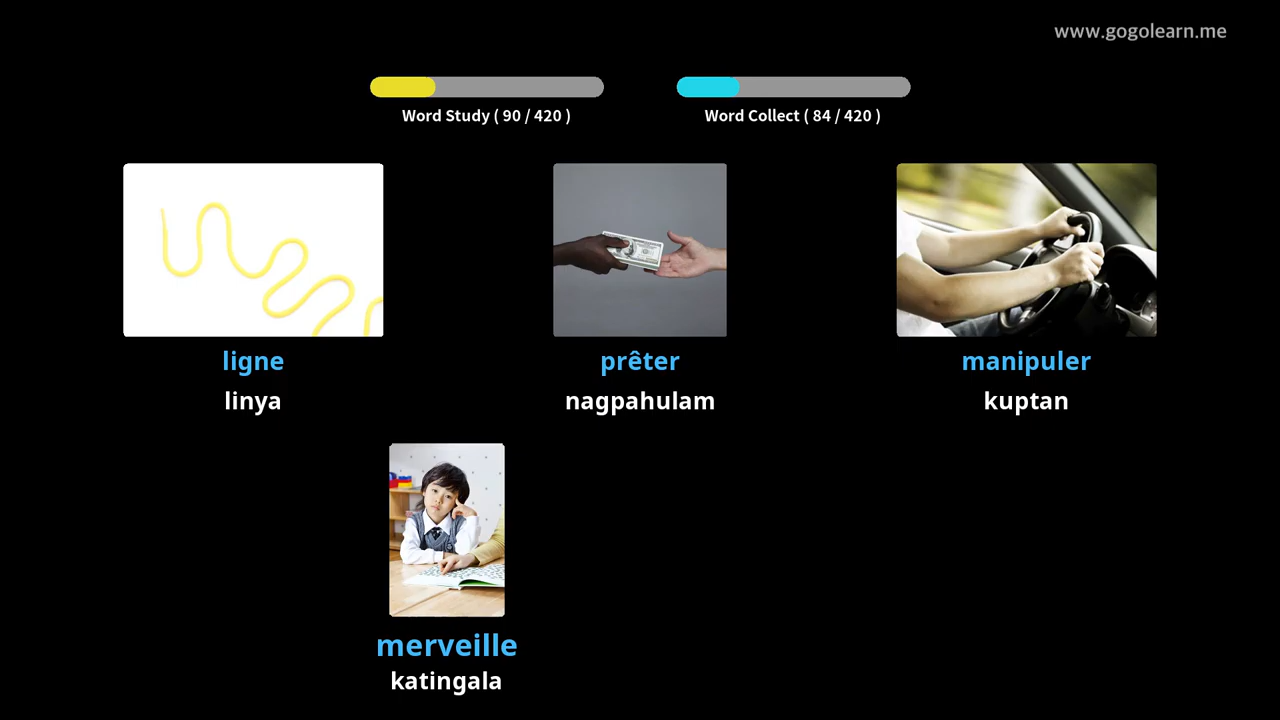 www.gogolearn.me
Word Study ( 90 / 420 )
Word Collect ( 84 / 420 )
ligne
linya
prêter
nagpahulam
manipuler
kuptan
merveille
katingala